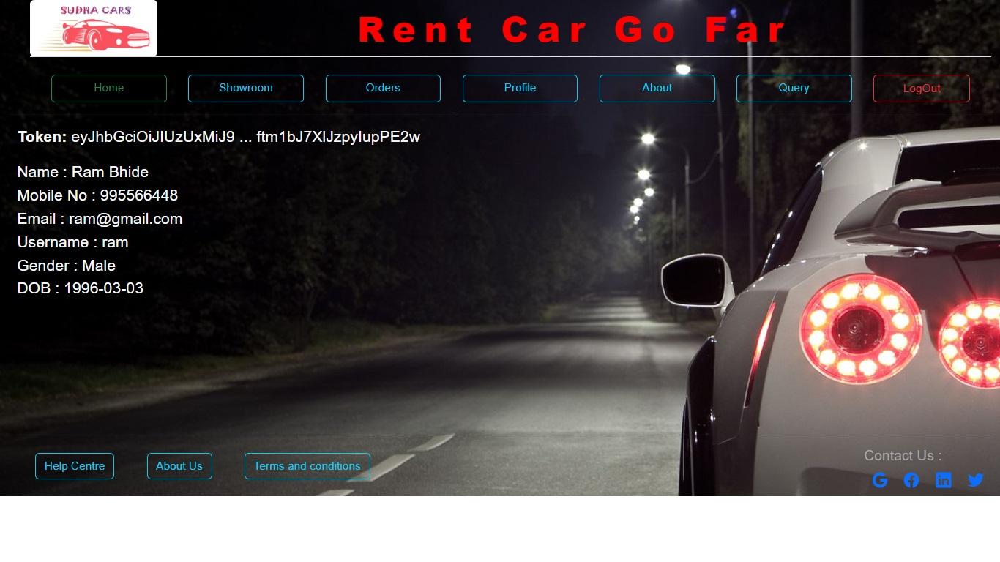 SUDHA CARS
Rent Car Go Far
Home
Showroom
Orders
Profile
About
Query
LogOut
Token: eyJhbGciOiJIUzUxMiJ9 ... ftm1bJ7XlJzpyIupPE2w
Name : Ram Bhide
Mobile No : 995566448
Email : ram@gmail.com
Username : ram
Gender : Male
DOB : 1996-03-03
Help Centre
About Us
Terms and conditions
Contact Us :